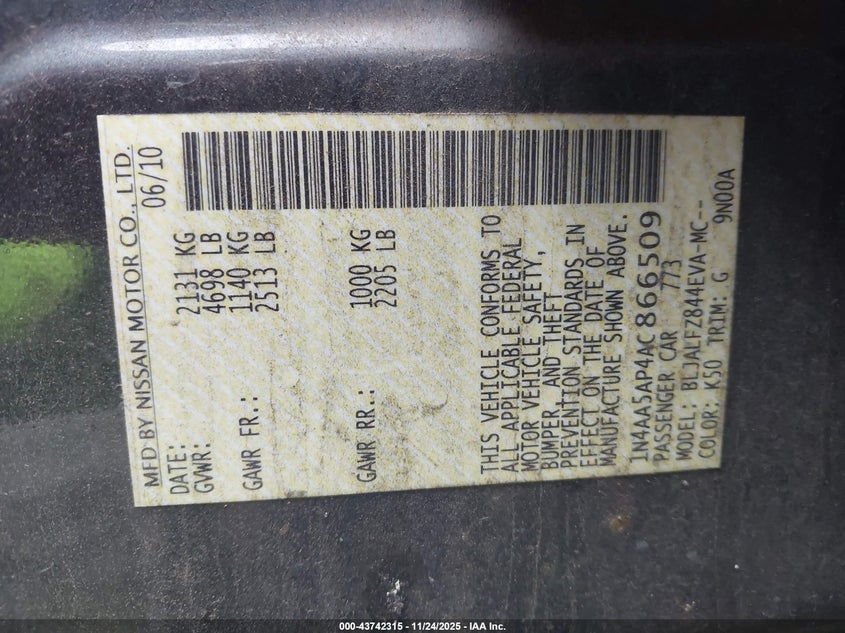 MFD BY NISSAN MOTOR CO., LTD.
DATE: 06/10
GVWR: 2131 KG
4698 LB
GAWR FR.: 1140 KG
2513 LB
GAWR RR.: 1000 KG
2205 LB
THIS VEHICLE CONFORMS TO
ALL APPLICABLE FEDERAL
MOTOR VEHICLE SAFETY,
BUMPER, AND THEFT
PREVENTION STANDARDS IN
EFFECT ON THE DATE OF
MANUFACTURE SHOWN ABOVE.
1N4AA5AP4AC866509
PASSENGER CAR 773
MODEL: BLJALFZ844EVA-MC--
COLOR: K50 TRIM: G 9N00A
000-43742315 - 11/24/2025 - IAA Inc.